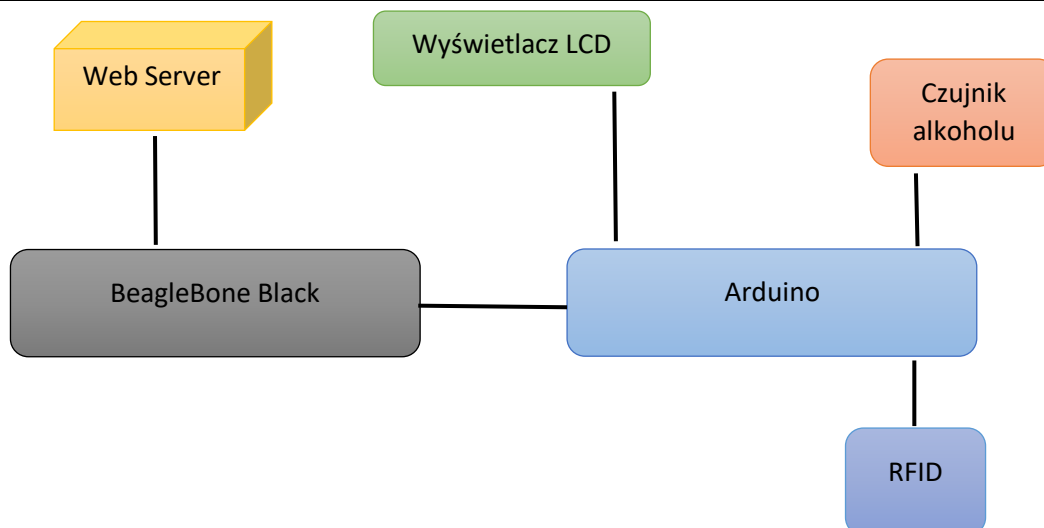 Web Server
Wyświetlacz LCD
Czujnik
alkoholu
BeagleBone Black
Arduino
RFID